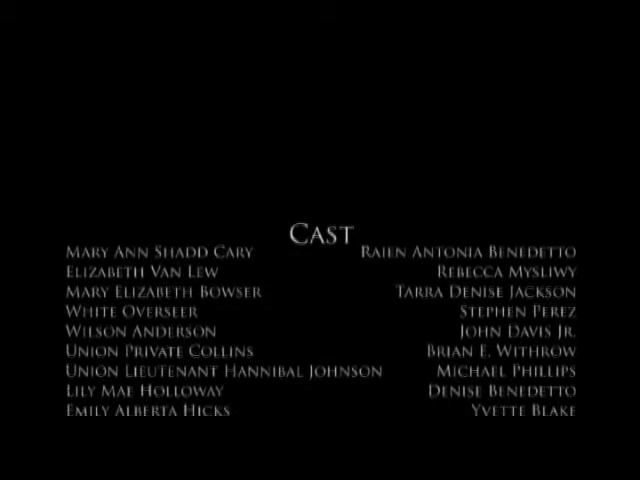 Cast
Mary Ann Shadd Cary Raien Antonia Benedetto
Elizabeth Van Lew Rebecca Mysliwy
Mary Elizabeth Bowser Tarra Denise Jackson
White Overseer Stephen Perez
Wilson Anderson John Davis Jr.
Union Private Collins Brian E. Withrow
Union Lieutenant Hannibal Johnson Michael Phillips
Lily Mae Holloway Denise Benedetto
Emily Alberta Hicks Yvette Blake